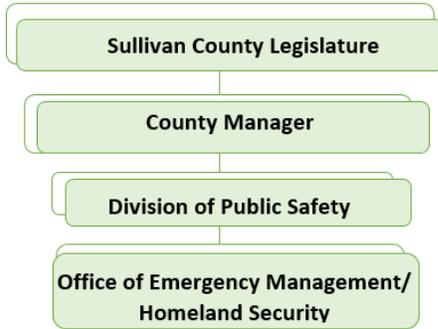 Sullivan County Legislature
County Manager
Division of Public Safety
Office of Emergency Management/
Homeland Security